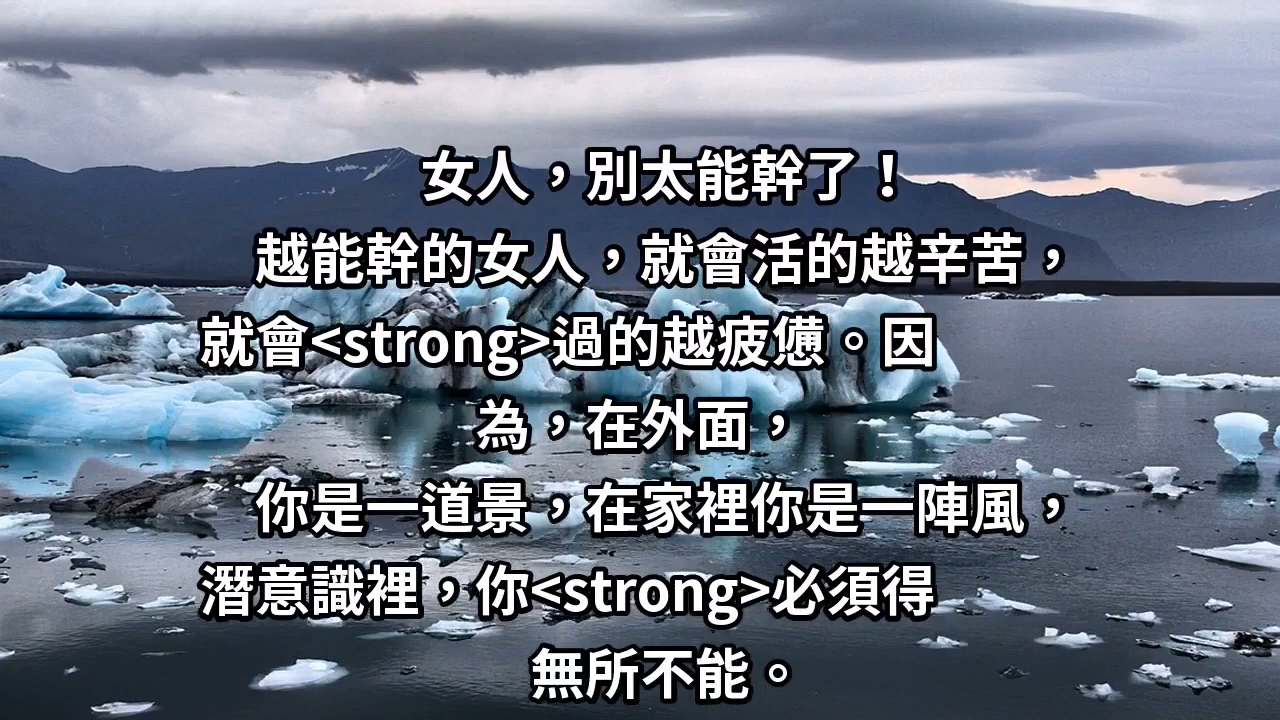 女人，別太能幹了！
越能幹的女人，就會活的越辛苦，
就會<strong>過的越疲憊。因
為，在外面，
你是一道景，在家裡你是一陣風，
潛意識裡，你<strong>必須得
無所不能。